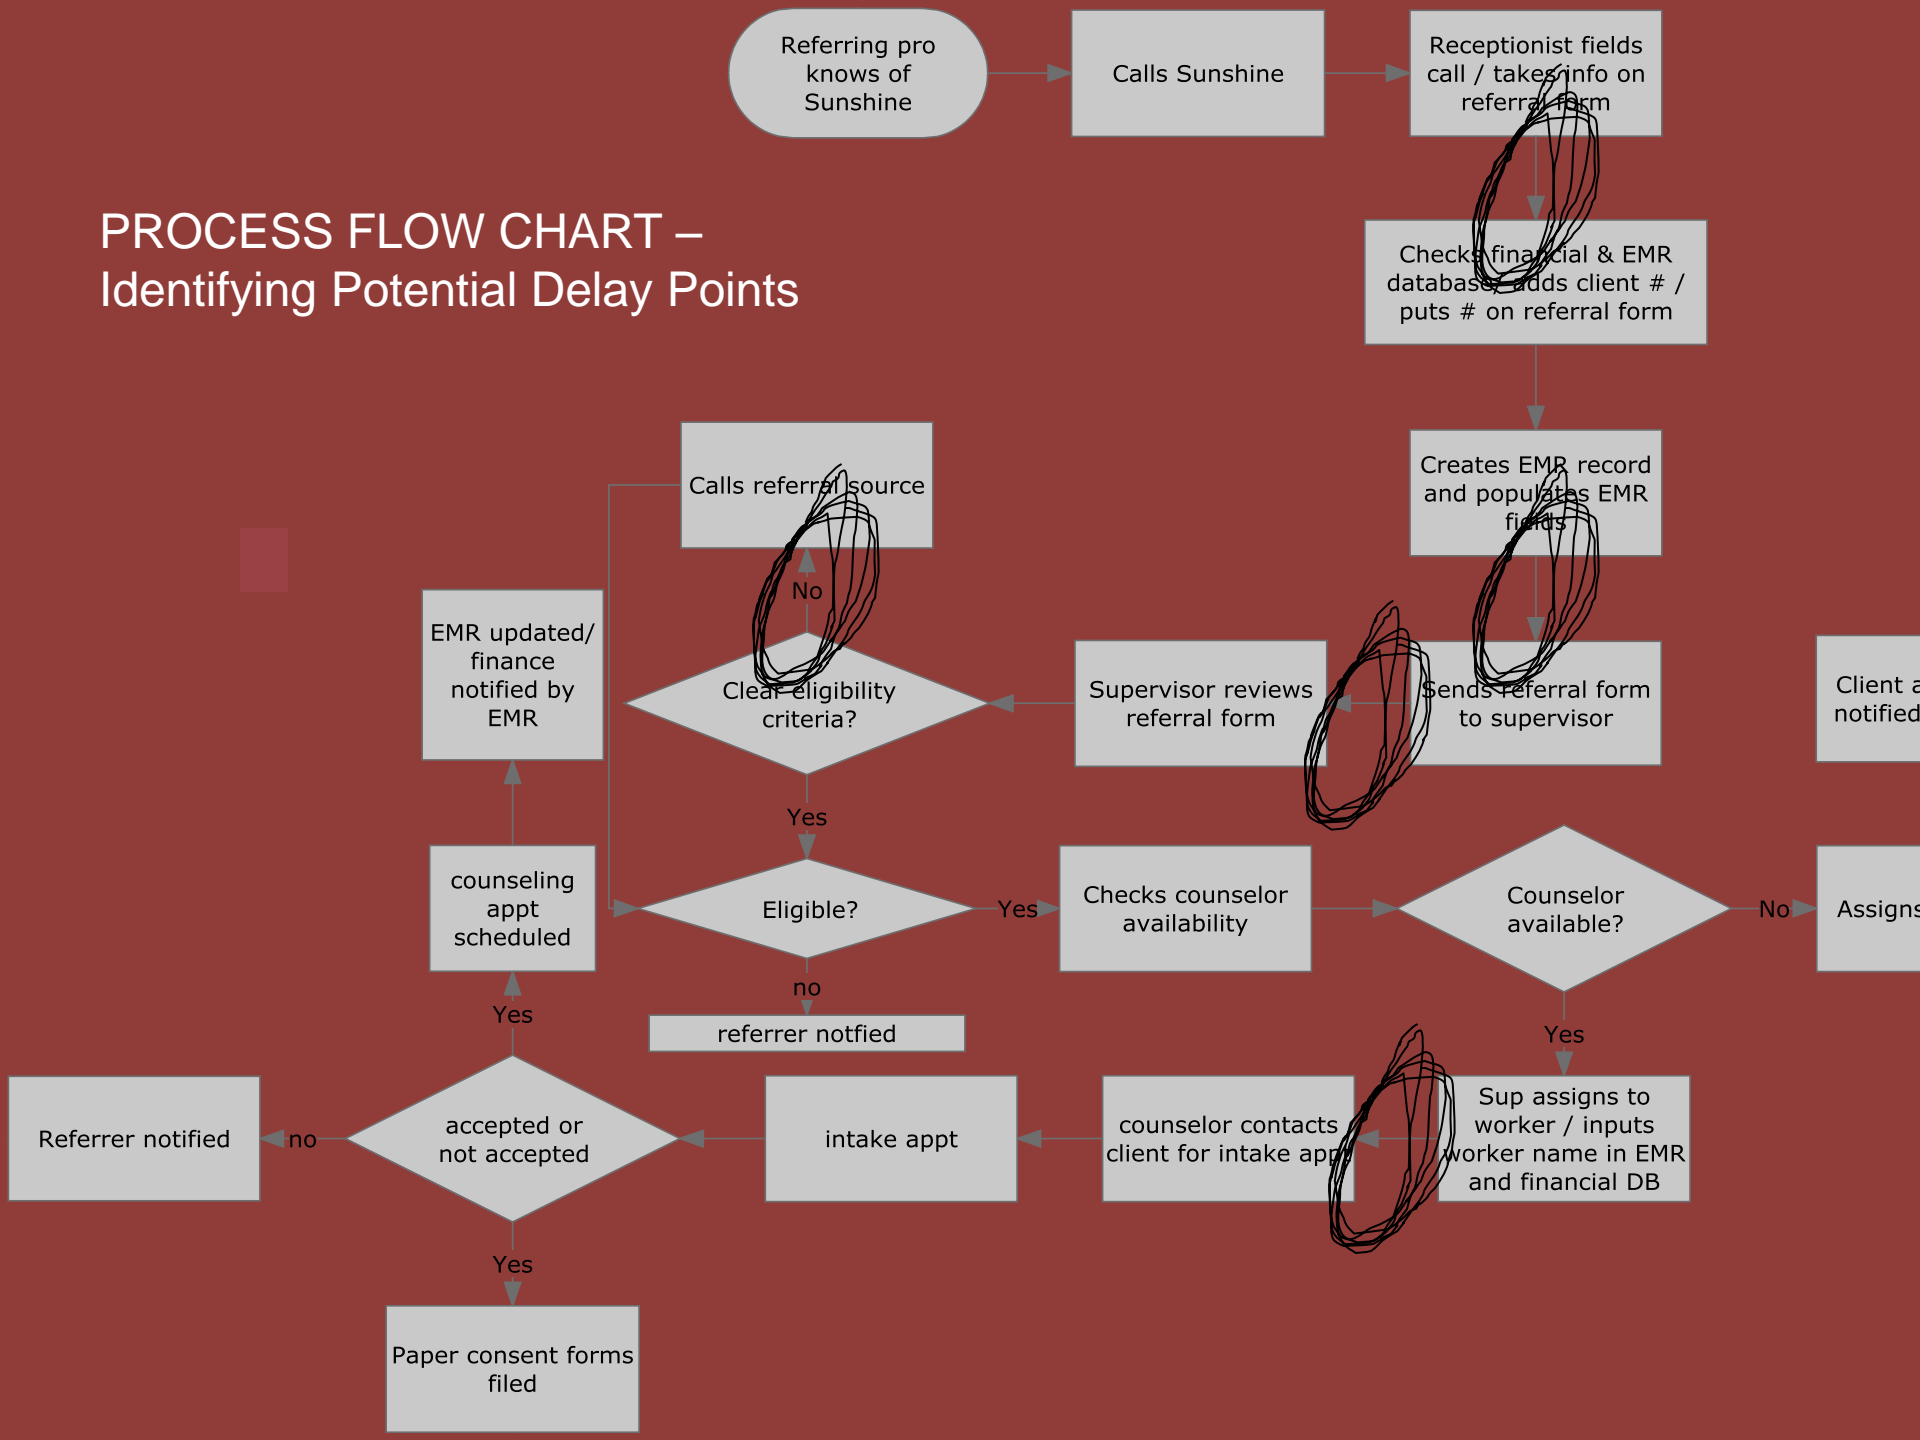 Referring pro
knows of
Sunshine
Calls Sunshine
Receptionist fields
call / takes info on
referral form
PROCESS FLOW CHART –
Identifying Potential Delay Points
Checks financial & EMR
database/ adds client # /
puts # on referral form
Calls referral source
Creates EMR record
and populates EMR
fields
No
EMR updated/
finance
notified by
EMR
Clear eligibility
criteria?
Supervisor reviews
referral form
Sends referral form
to supervisor
Client a
notified
Yes
counseling
appt
scheduled
Eligible?
Yes
Checks counselor
availability
Counselor
available?
No
Assigns
no
Yes
referrer notfied
Yes
Referrer notified
no
accepted or
not accepted
intake appt
counselor contacts
client for intake appt
Sup assigns to
worker / inputs
worker name in EMR
and financial DB
Yes
Paper consent forms
filed